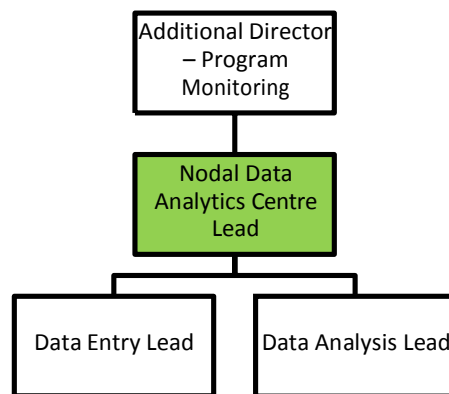 Additional Director
– Program
Monitoring
Nodal Data
Analytics Centre
Lead
Data Entry Lead
Data Analysis Lead